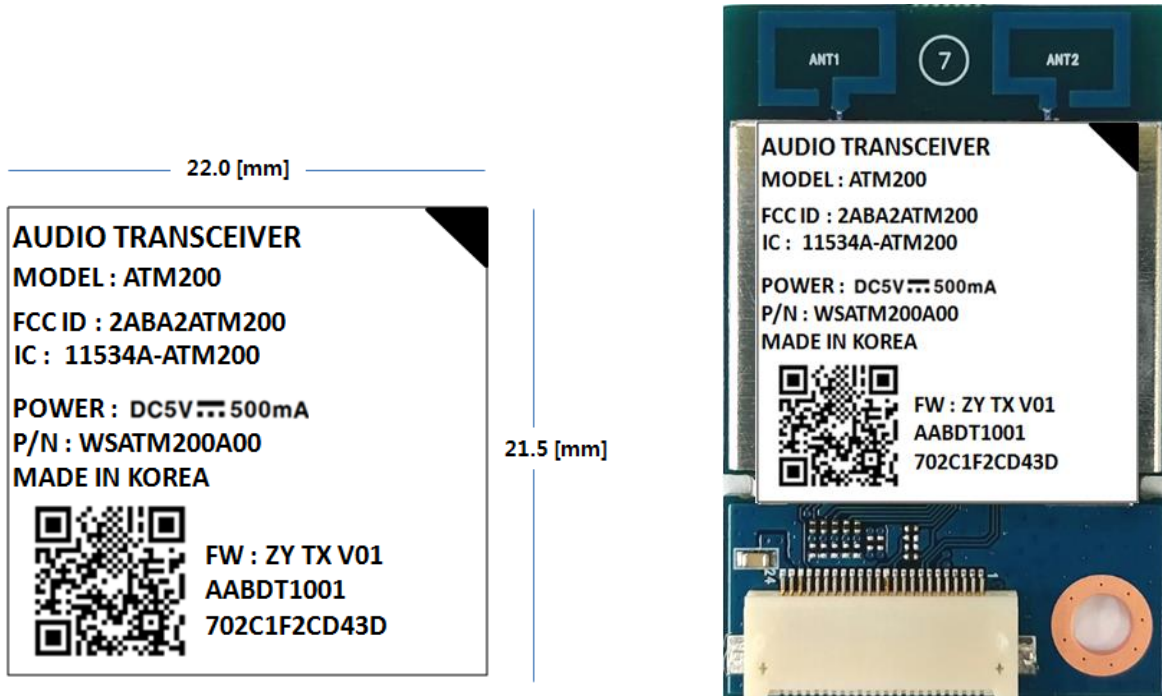 22.0 [mm]
AUDIO TRANSCEIVER
MODEL : ATM200
FCC ID : 2ABA2ATM200
IC : 11534A-ATM200
POWER : DC5V⎓500mA
P/N : WSATM200A00
MADE IN KOREA
FW : ZY TX V01
AABDT1001
702C1F2CD43D
21.5 [mm]
ANT1
7
ANT2
AUDIO TRANSCEIVER
MODEL : ATM200
FCC ID : 2ABA2ATM200
IC : 11534A-ATM200
POWER : DC5V⎓500mA
P/N : WSATM200A00
MADE IN KOREA
FW : ZY TX V01
AABDT1001
702C1F2CD43D
24
1